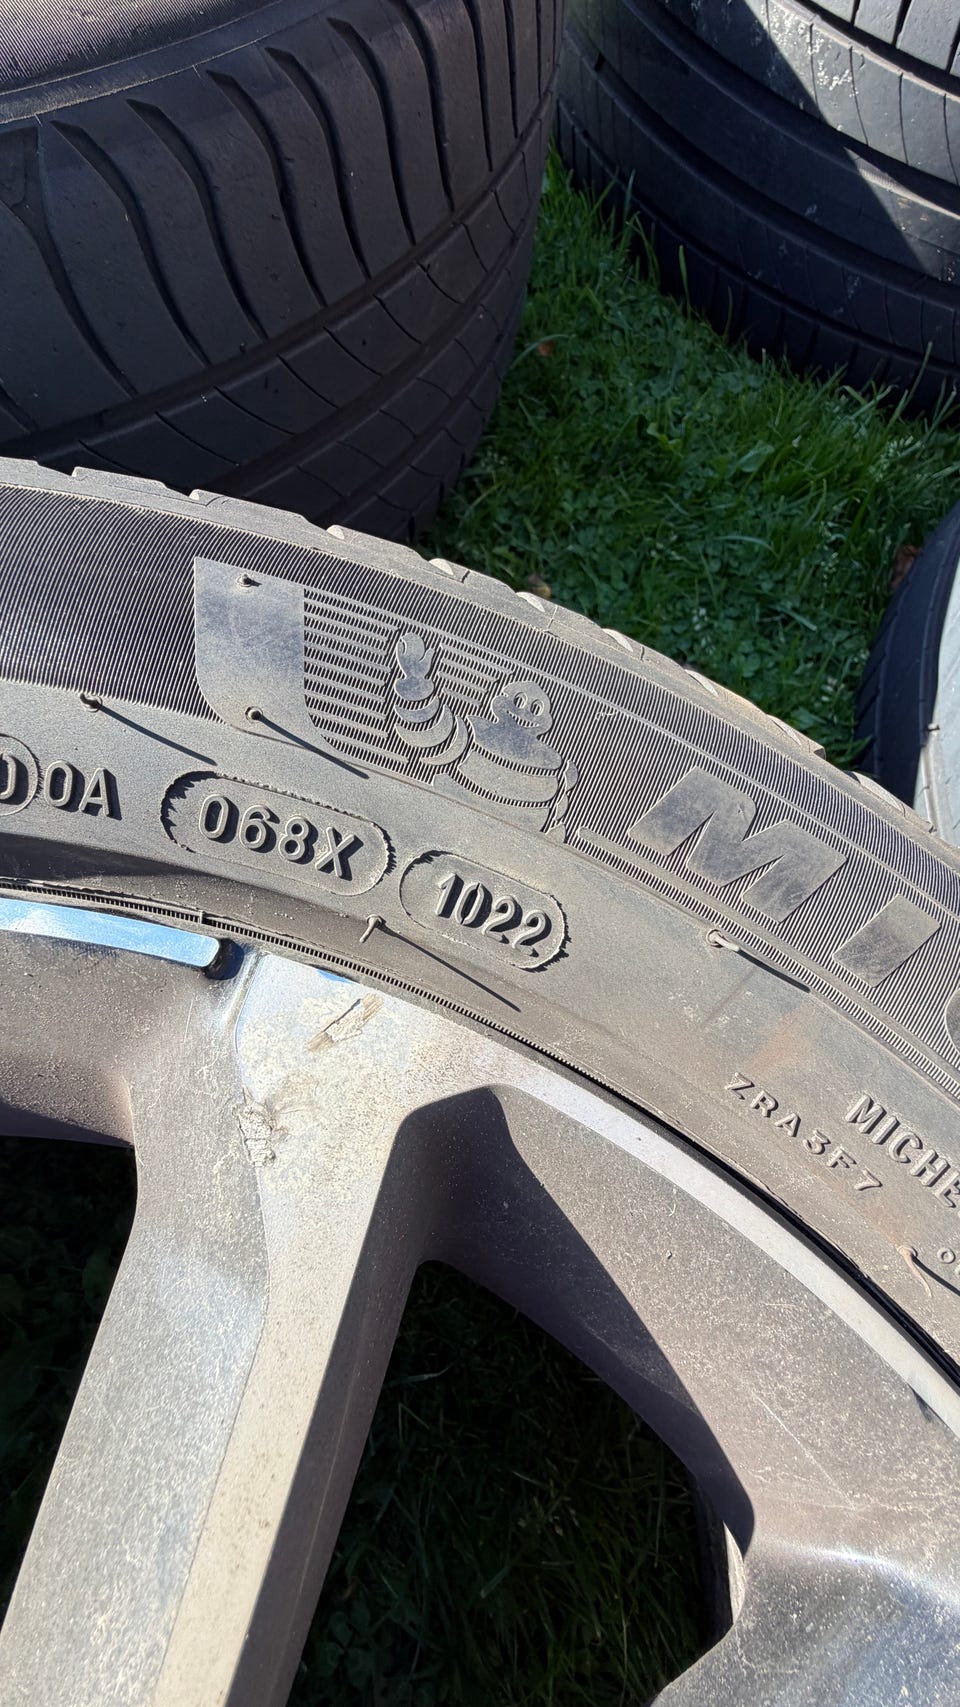 0A
068X
1022
MI
ZRA3F7
MICHE